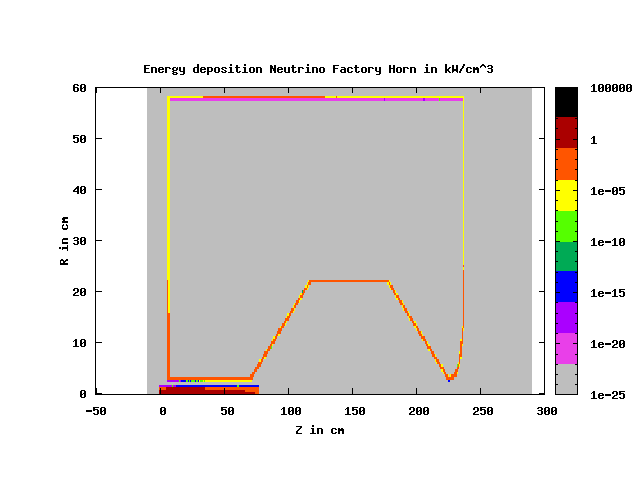 Energy deposition Neutrino Factory Horn in kW/cm^3
60
50
40
30
20
10
0
R in cm
-50
0
50
100
150
200
250
300
Z in cm
100000
1
1e-05
1e-10
1e-15
1e-20
1e-25